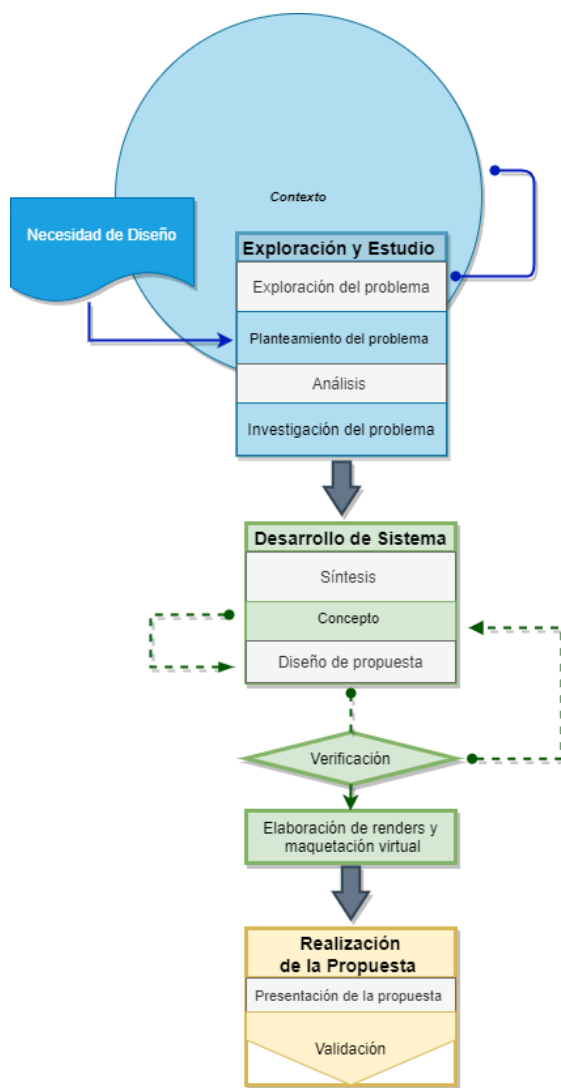 Contexto
Necesidad de Diseño
Exploración y Estudio
Exploración del problema
Planteamiento del problema
Análisis
Investigación del problema
Desarrollo de Sistema
Síntesis
Concepto
Diseño de propuesta
Verificación
Elaboración de renders y
maquetación virtual
Realización
de la Propuesta
Presentación de la propuesta
Validación